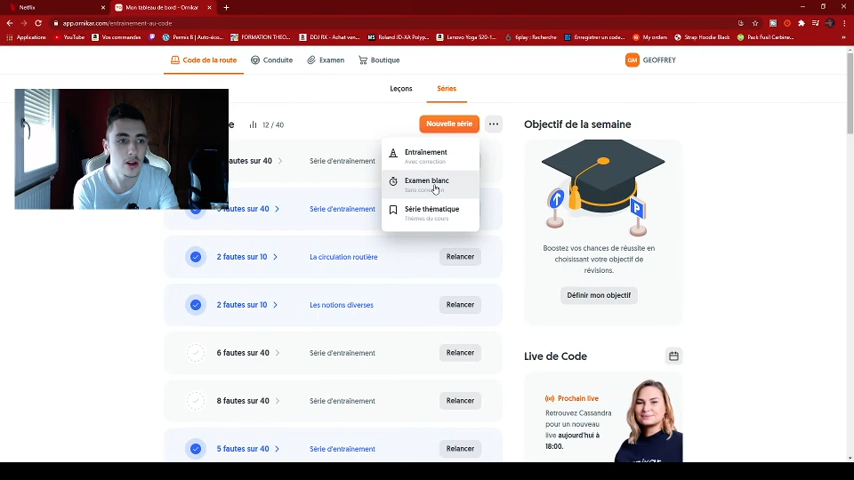 Netflix
Mon tableau de bord - Ornikar
app.ornikar.com/entrainement-au-code
Applications
YouTube
Vos commandes
Permis B | Auto-éco...
FORMATION THEO...
DDJ RX - Achat van...
Roland JD-XA Polyp...
Lenovo Yoga 520-1...
6play : Recherche
Enregistrer un code...
My orders
Strap Hoodie Black
Pack Fusil Carbine...
Code de la route
Conduite
Examen
Boutique
GM
GEOFFREY
Leçons
Séries
12 / 40
Nouvelle série
Objectif de la semaine
Entraînement
Avec correction
Examen blanc
Série thématique
Thèmes du cours
sur 40
Série d'entraînement
sur 40
Série d'entraînement
2 fautes sur 10
La circulation routière
Relancer
2 fautes sur 10
Les notions diverses
Relancer
6 fautes sur 40
Série d'entraînement
Relancer
8 fautes sur 40
Série d'entraînement
Relancer
5 fautes sur 40
Série d'entraînement
Relancer
P
Boostez vos chances de réussite en
choisissant votre objectif de
révisions.
Définir mon objectif
Live de Code
Prochain live
Retrouvez Cassandra
pour un nouveau
live aujourd'hui à
18:00.